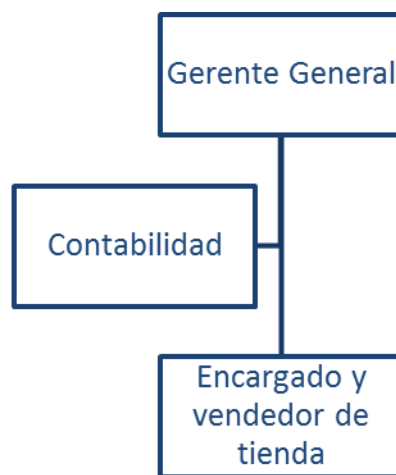 Gerente General
Contabilidad
Encargado y
vendedor de
tienda